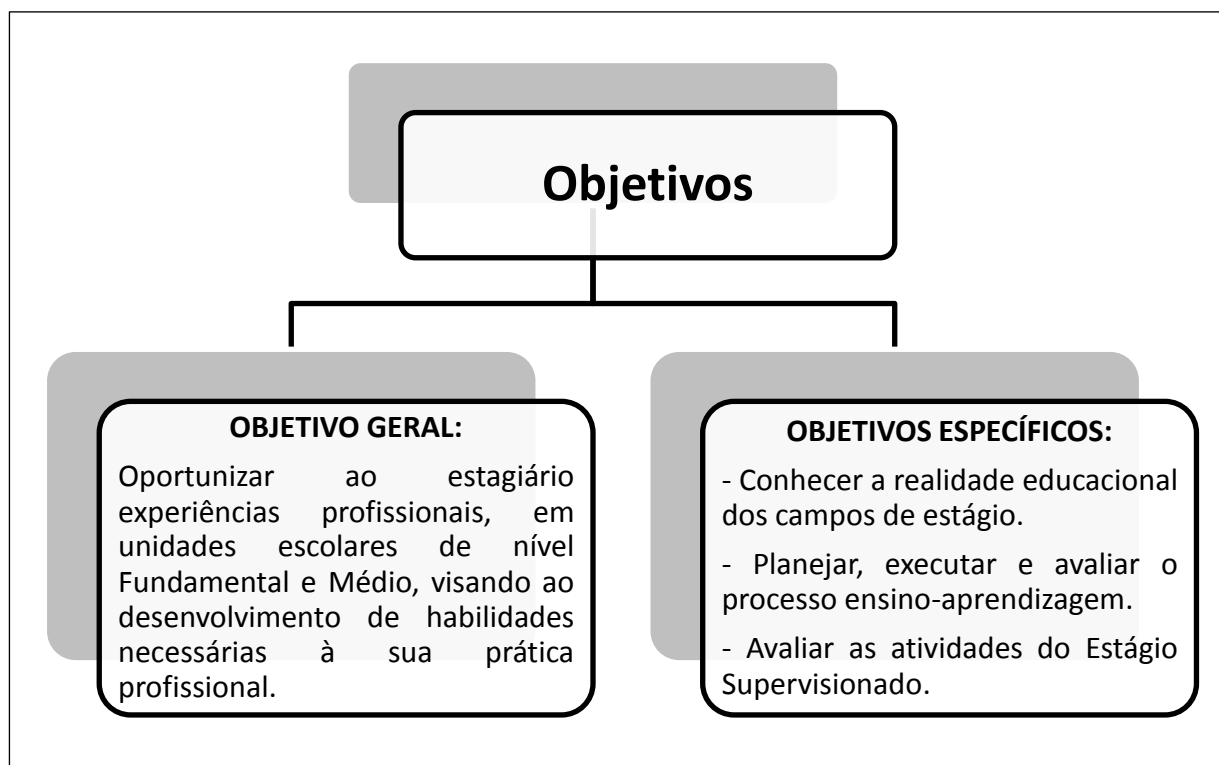 Objetivos
OBJETIVO GERAL:
Oportunizar ao estagiário
experiências profissionais, em
unidades escolares de nível
Fundamental e Médio, visando ao
desenvolvimento de habilidades
necessárias à sua prática
profissional.
OBJETIVOS ESPECÍFICOS:
- Conhecer a realidade educacional
dos campos de estágio.
- Planejar, executar e avaliar o
processo ensino-aprendizagem.
- Avaliar as atividades do Estágio
Supervisionado.